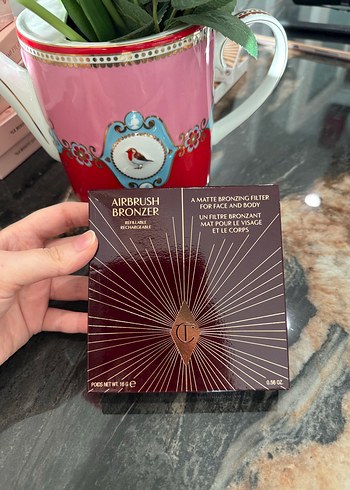 AIRBRUSH
BRONZER
REFILLABLE
RECHARGEABLE
A MATTE BRONZING FILTER
FOR FACE AND BODY
UN FILTRE BRONZANT
MAT POUR LE VISAGE
ET LE CORPS
CT
POIDS NET WT. 16 G ℮
0.56 OZ.